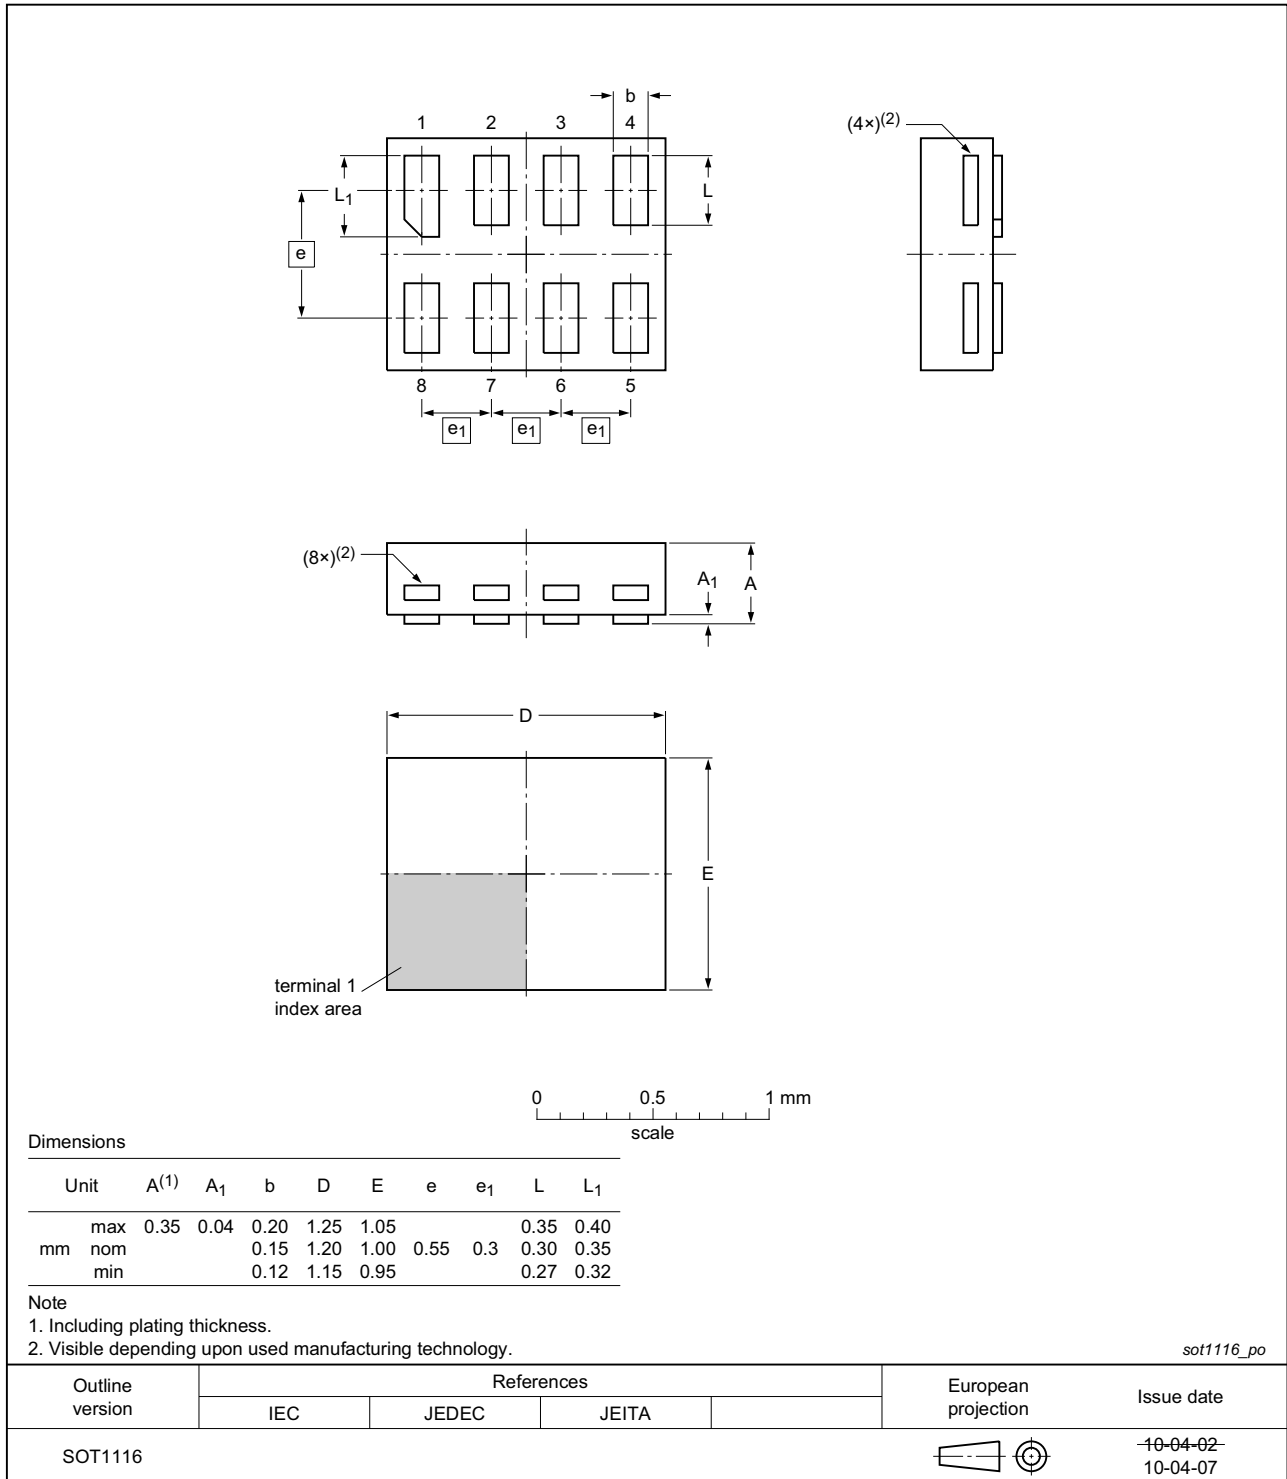 b
1 2 3 4
(4×)(2)
L1
L
e
8 7 6 5
e1 e1 e1
(8×)(2)
A1 A
D
E
terminal 1
index area
0 0.5 1 mm
scale
Dimensions
Unit A(1) A1 b D E e e1 L L1
max 0.35 0.04 0.20 1.25 1.05 0.35 0.40
mm nom 0.15 1.20 1.00 0.55 0.3 0.30 0.35
min 0.12 1.15 0.95 0.27 0.32
Note
1. Including plating thickness.
2. Visible depending upon used manufacturing technology.
sot1116_po
Outline
version
References
IEC JEDEC JEITA
European
projection
Issue date
SOT1116
10-04-02
10-04-07